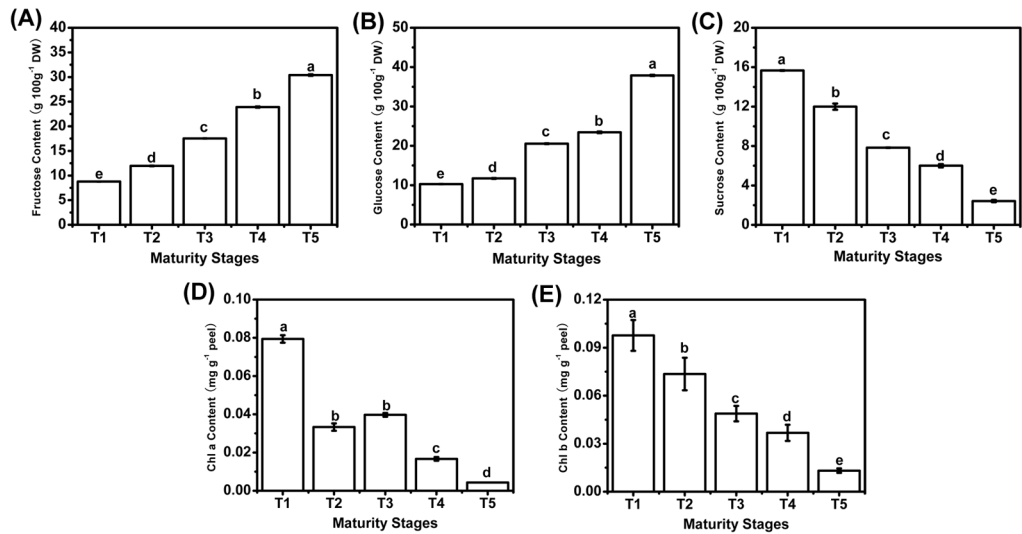 (A)
Fructose Content (g 100g⁻¹ DW)
40
35
30
25
20
15
10
5
0
e
d
c
b
a
T1 T2 T3 T4 T5
Maturity Stages
(B)
Glucose Content (g 100g⁻¹ DW)
50
40
30
20
10
0
e
d
c
b
a
T1 T2 T3 T4 T5
Maturity Stages
(C)
Sucrose Content (g 100g⁻¹ DW)
20
16
12
8
4
0
a
b
c
d
e
T1 T2 T3 T4 T5
Maturity Stages
(D)
Chl a Content (mg g⁻¹ peel)
0.10
0.08
0.06
0.04
0.02
0.00
a
b
b
c
d
T1 T2 T3 T4 T5
Maturity Stages
(E)
Chl b Content (mg g⁻¹ peel)
0.12
0.09
0.06
0.03
0.00
a
b
c
d
e
T1 T2 T3 T4 T5
Maturity Stages